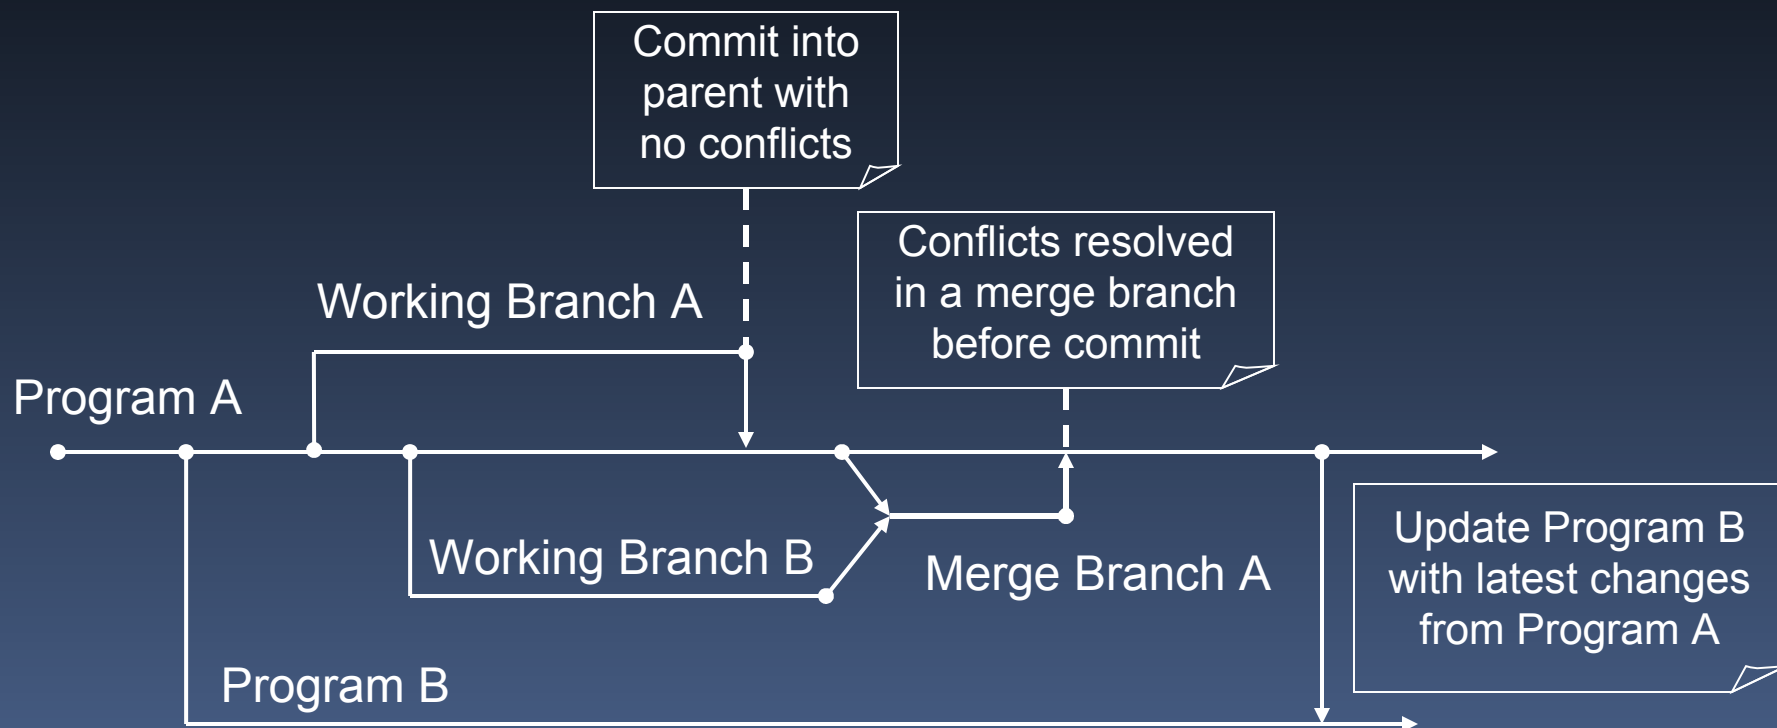 Commit into
parent with
no conflicts
Conflicts resolved
in a merge branch
before commit
Working Branch A
Program A
Working Branch B
Merge Branch A
Update Program B
with latest changes
from Program A
Program B